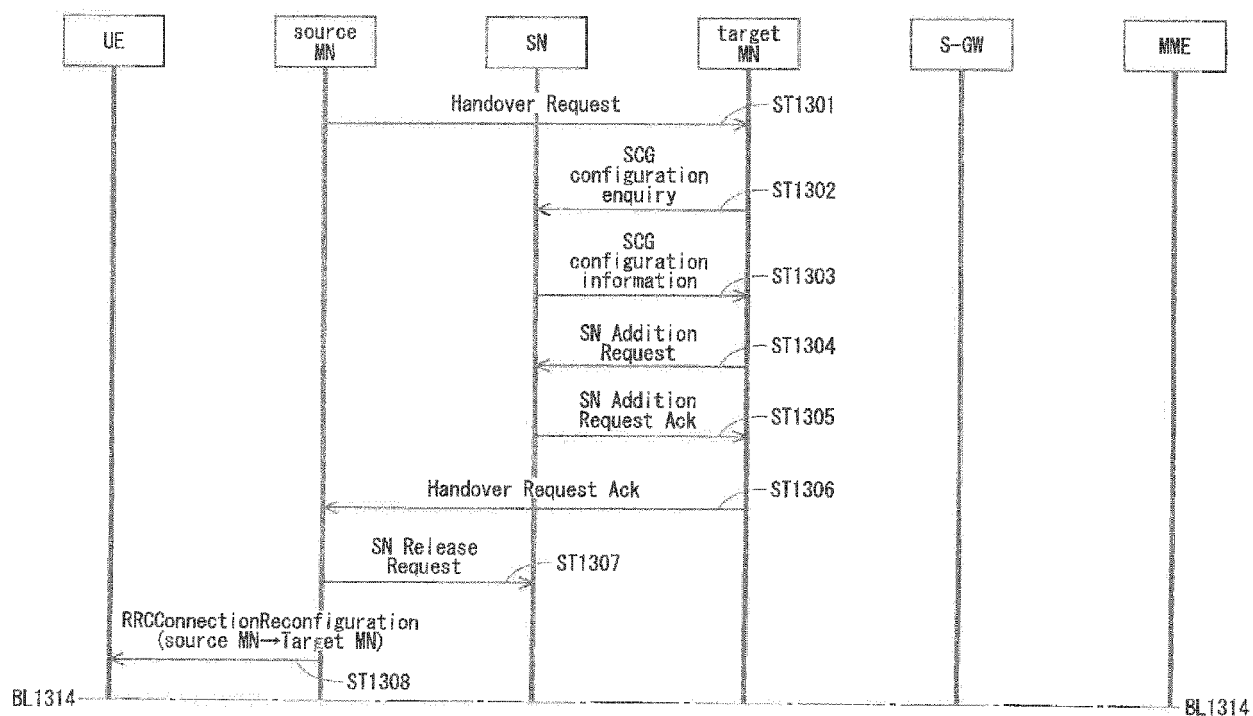 UE
source
MN
SN
target
MN
S-GW
MME
Handover Request
ST1301
SCG
configuration
enquiry
ST1302
SCG
configuration
information
ST1303
SN Addition
Request
ST1304
SN Addition
Request Ack
ST1305
Handover Request Ack
ST1306
SN Release
Request
ST1307
RRCConnectionReconfiguration
(source MN→Target MN)
ST1308
BL1314
BL1314